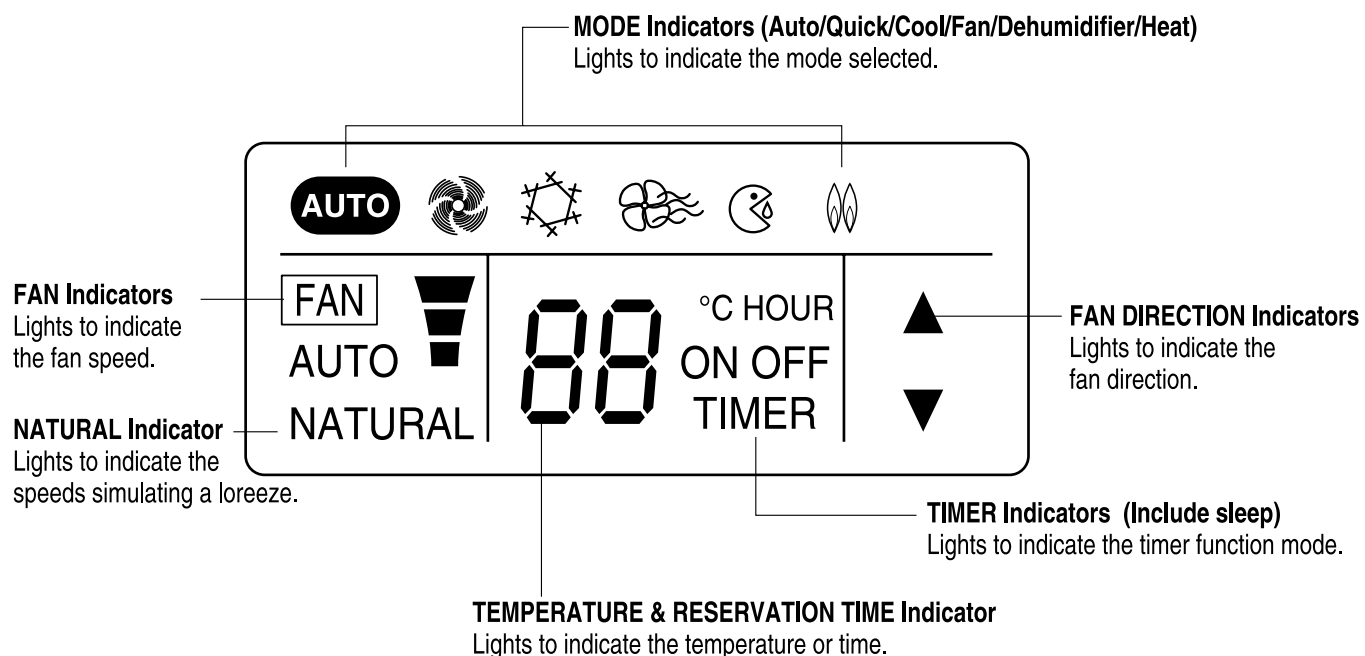 MODE Indicators (Auto/Quick/Cool/Fan/Dehumidifier/Heat)
Lights to indicate the mode selected.
AUTO
FAN Indicators
Lights to indicate
the fan speed.
FAN
AUTO
NATURAL
88
°C HOUR
ON OFF
TIMER
FAN DIRECTION Indicators
Lights to indicate the
fan direction.
NATURAL Indicator
Lights to indicate the
speeds simulating a loreeze.
TIMER Indicators (Include sleep)
Lights to indicate the timer function mode.
TEMPERATURE & RESERVATION TIME Indicator
Lights to indicate the temperature or time.